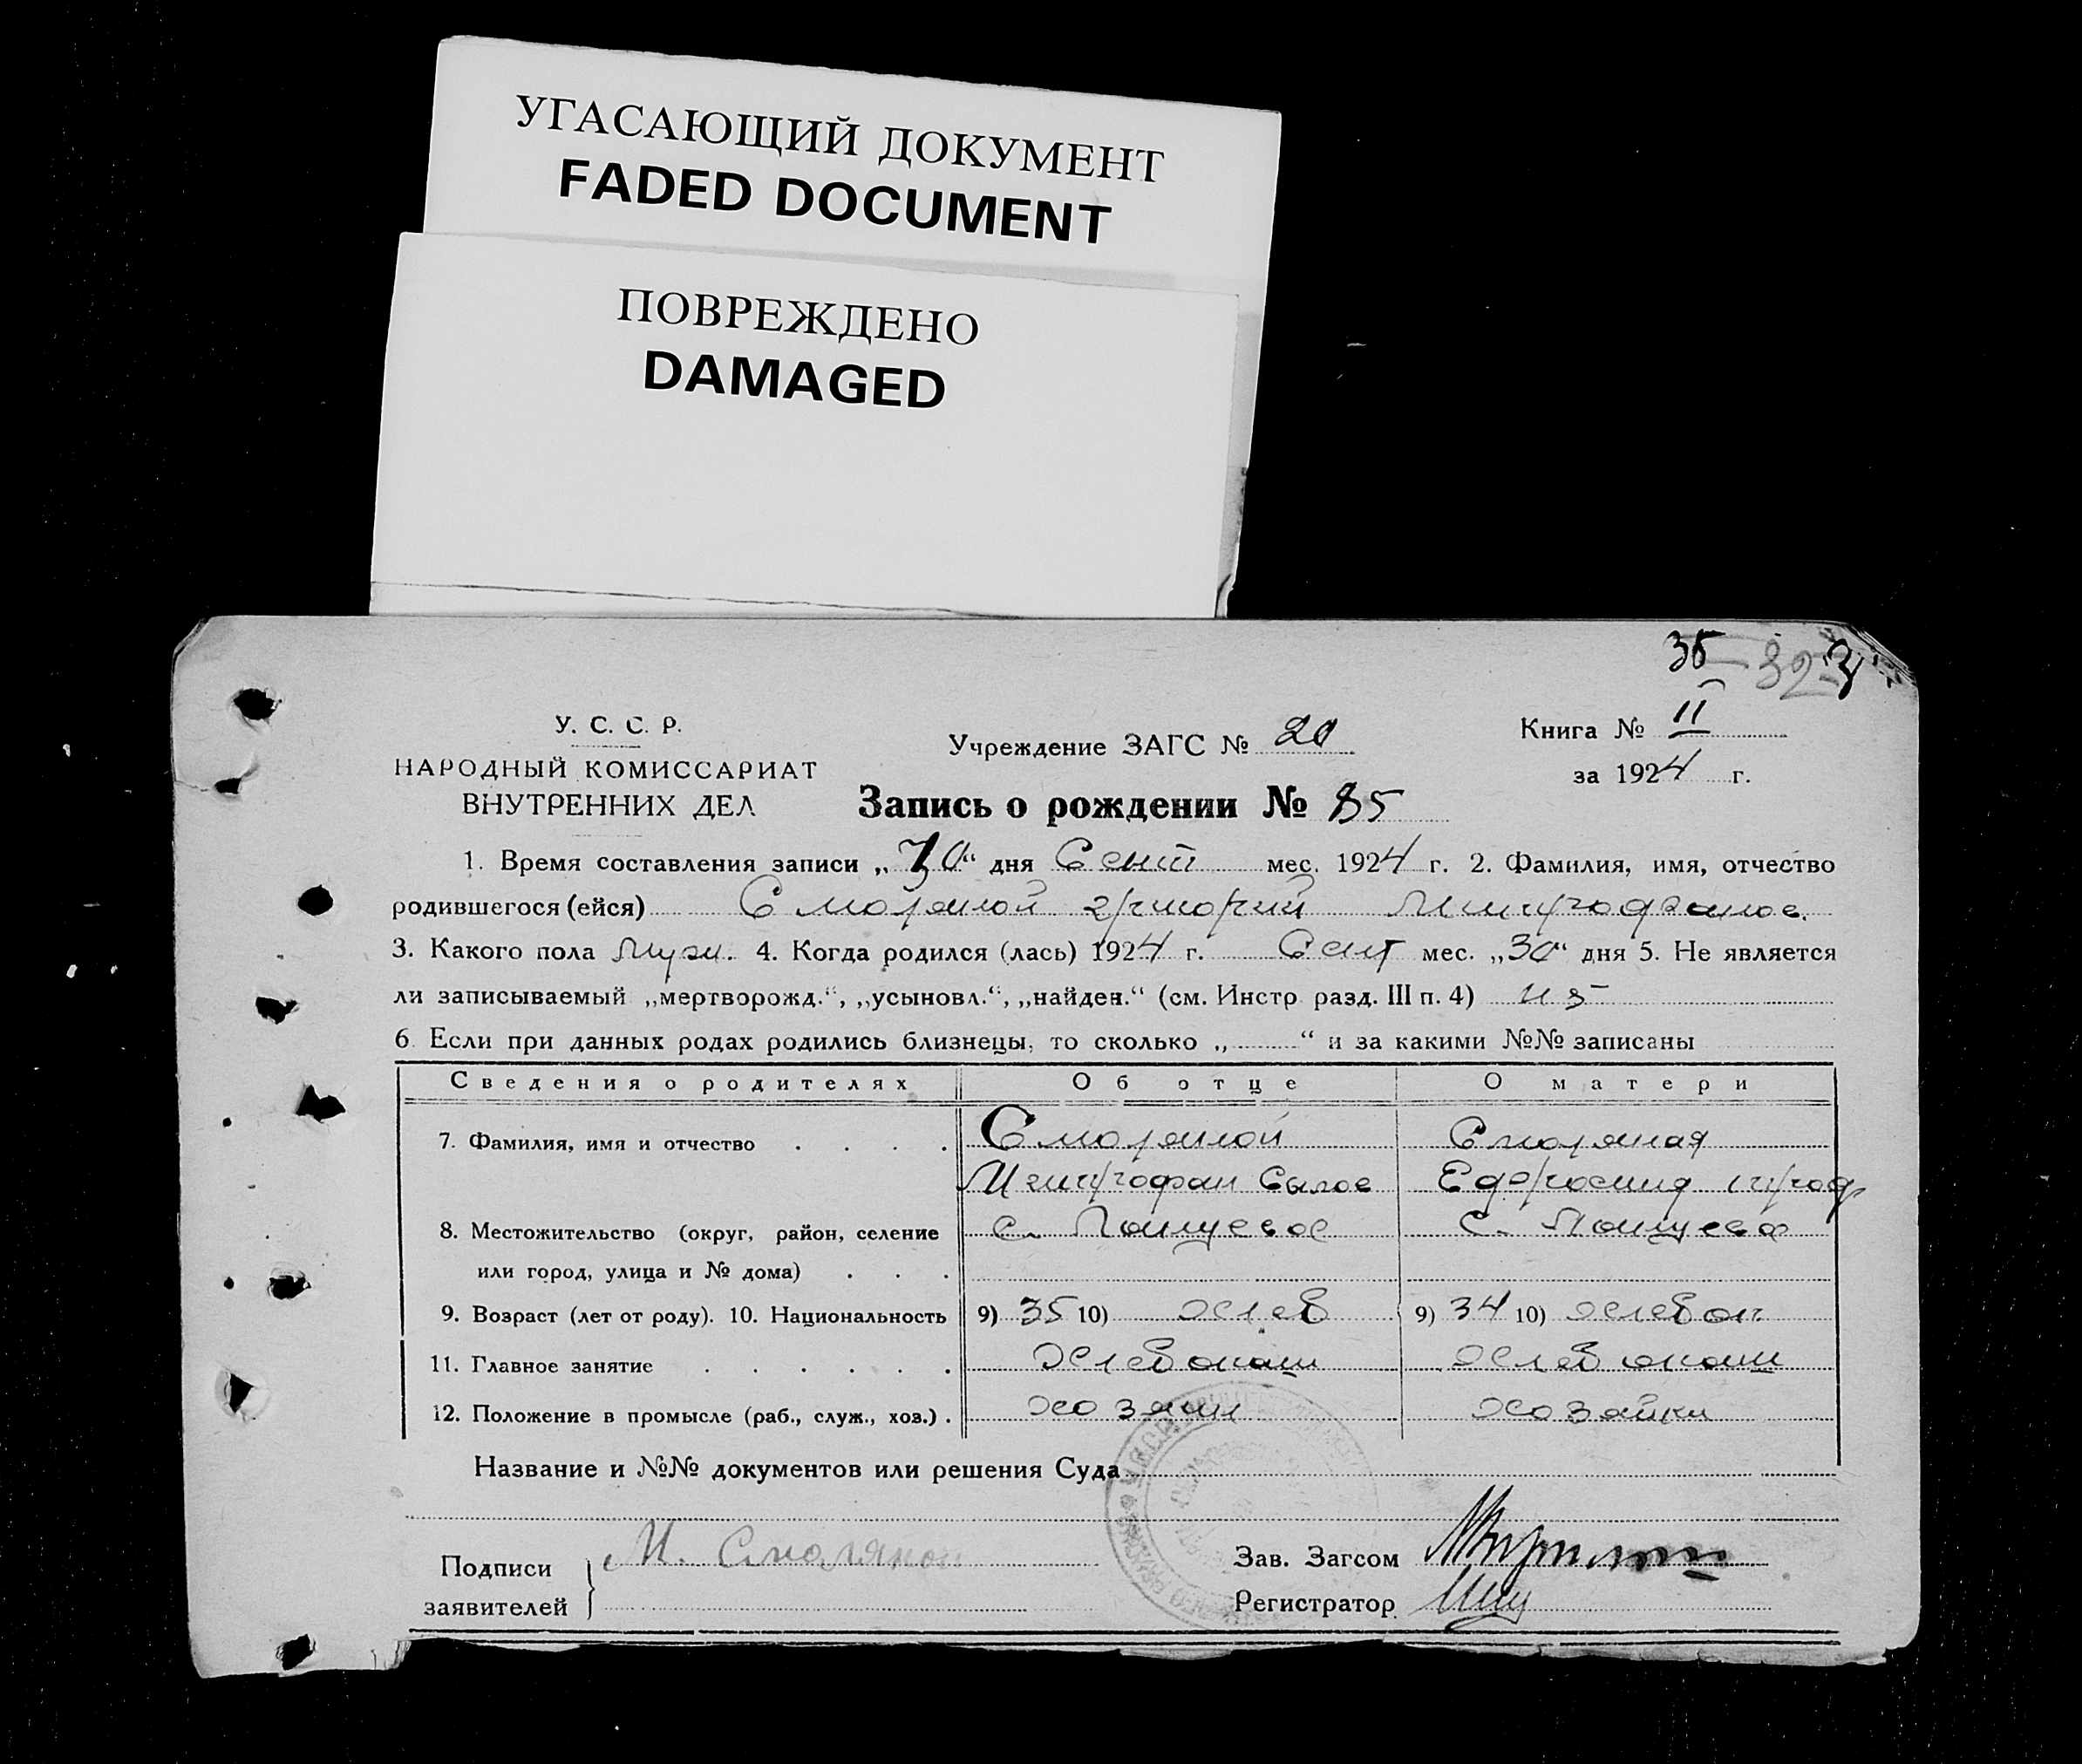 УГАСАЮЩИЙ ДОКУМЕНТ
FADED DOCUMENT
ПОВРЕЖДЕНО
DAMAGED
35
У. С. С. Р.
НАРОДНЫЙ КОМИССАРИАТ
ВНУТРЕННИХ ДЕЛ
Учреждение ЗАГС № 20
Книга № II
за 1924 г.
Запись о рождении № 85
1. Время составления записи „30“ дня Сент мес. 1924 г. 2. Фамилия, имя, отчество
родившегося (ейся) Смоляной Григорий
3. Какого пола Муж. 4. Когда родился (лась) 1924 г. Сент мес. „30“ дня 5. Не является
ли записываемый „мертворожд.“, „усыновл.“, „найден.“ (см. Инстр. разд. III п. 4)
6. Если при данных родах родились близнецы, то сколько „ “ и за какими №№ записаны
Сведения о родителях Об отце О матери
7. Фамилия, имя и отчество . . . . Смоляной Смоляная
8. Местожительство (округ, район, селение с. с.
или город, улица и № дома) . . .
9. Возраст (лет от роду). 10. Национальность 9) 35 10) 9) 34 10)
11. Главное занятие . . . . . .
12. Положение в промысле (раб., служ., хоз.) . хозяин хозяйка
Название и №№ документов или решения Суда
Подписи
заявителей
М. Смоляной
Зав. Загсом
Регистратор